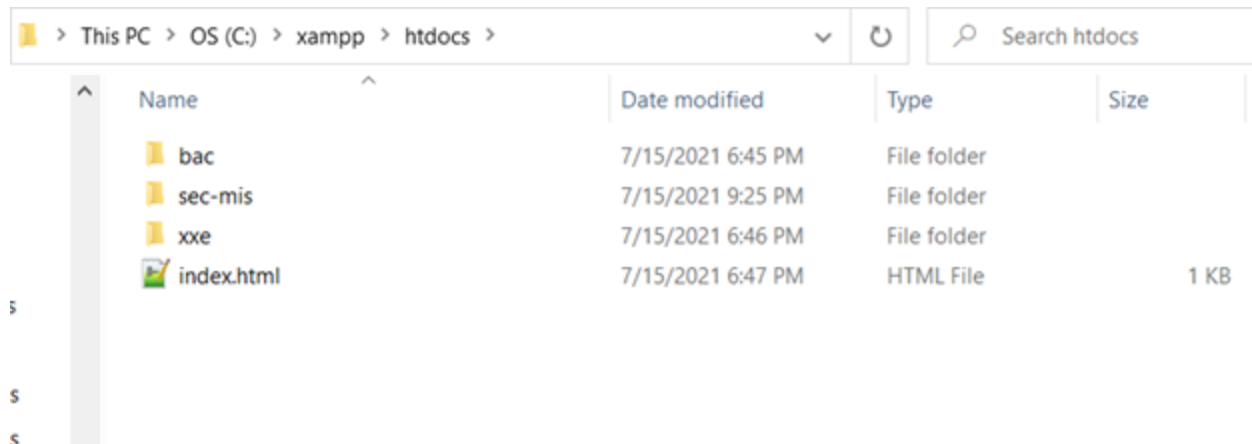 This PC > OS (C:) > xampp > htdocs > Search htdocs
Name Date modified Type Size
bac 7/15/2021 6:45 PM File folder
sec-mis 7/15/2021 9:25 PM File folder
xxe 7/15/2021 6:46 PM File folder
index.html 7/15/2021 6:47 PM HTML File 1 KB
s
s
s